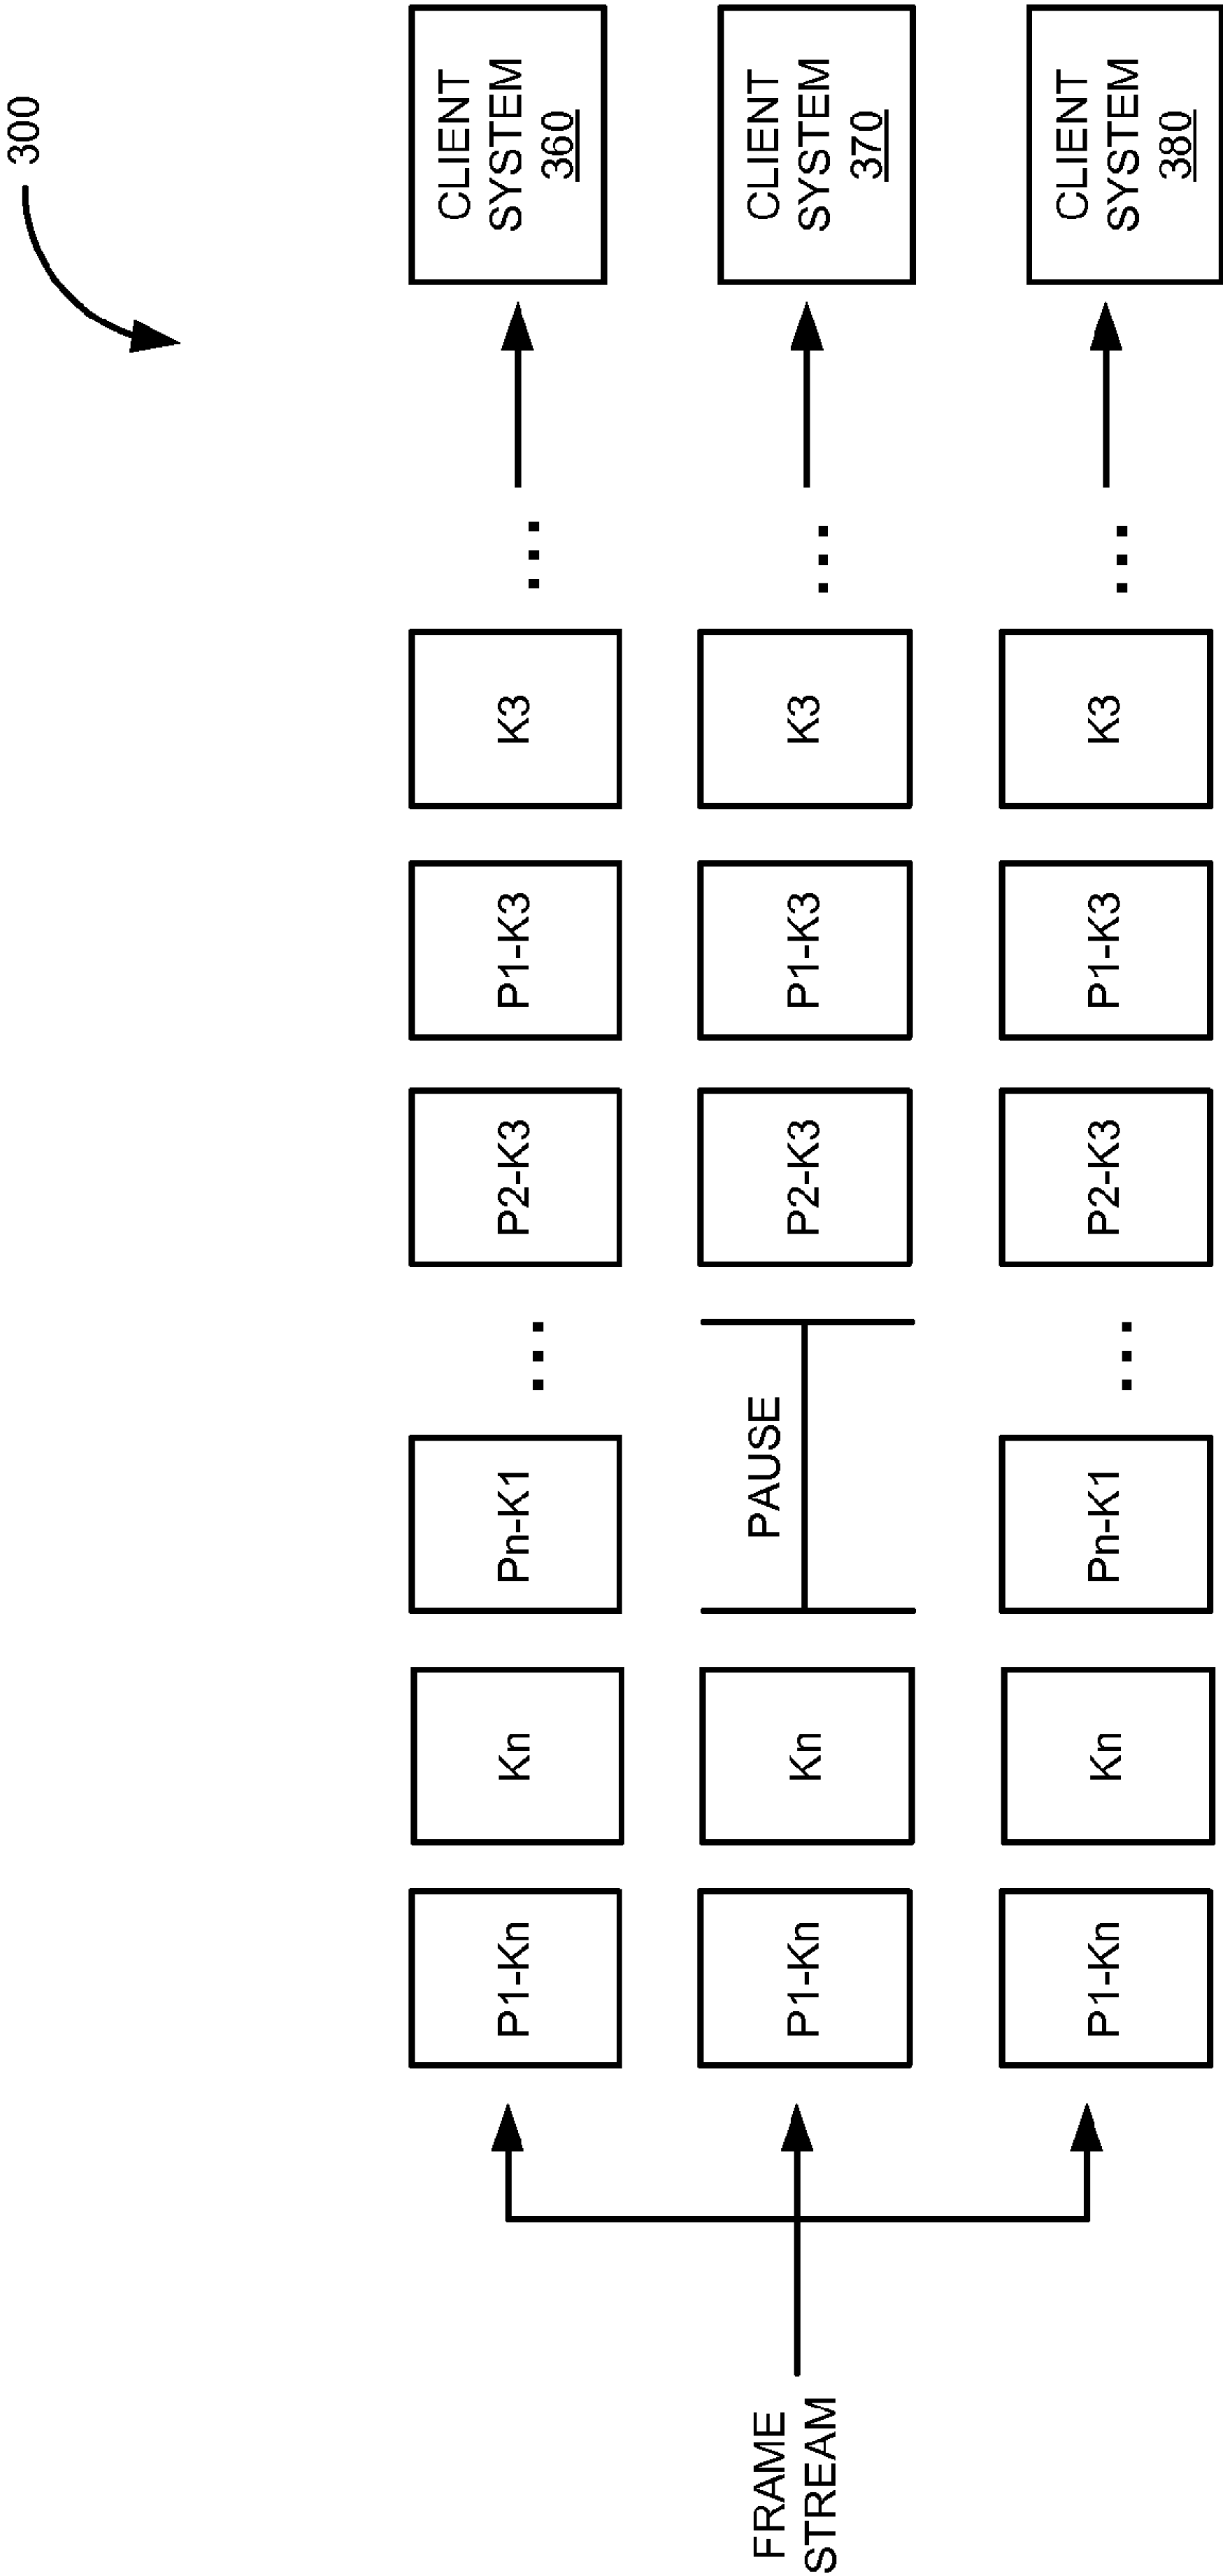 300
P1-Kn
Kn
Pn-K1
...
P2-K3
P1-K3
K3
...
CLIENT
SYSTEM
360
FRAME
STREAM
P1-Kn
Kn
PAUSE
P2-K3
P1-K3
K3
...
CLIENT
SYSTEM
370
P1-Kn
Kn
Pn-K1
...
P2-K3
P1-K3
K3
...
CLIENT
SYSTEM
380